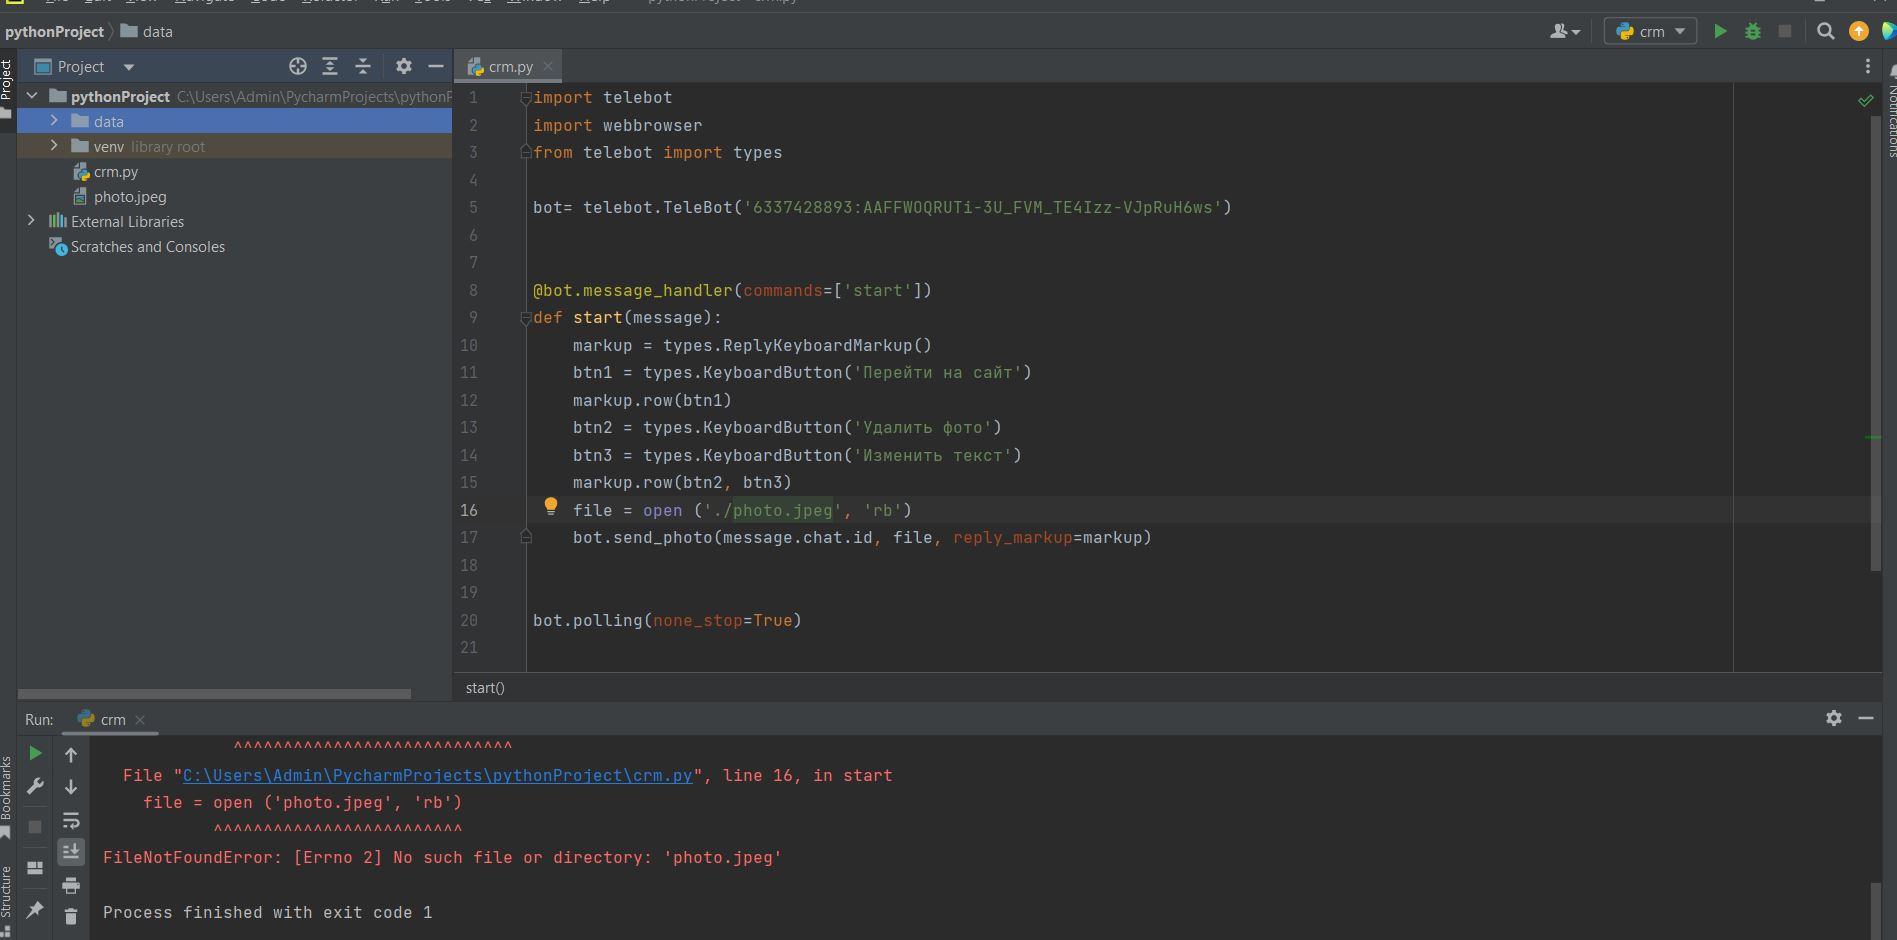 pythonProject data
crm
Project
crm.py
Project
pythonProject C:\Users\Admin\PycharmProjects\pythonP
data
venv library root
crm.py
photo.jpeg
External Libraries
Scratches and Consoles
Notifications
1 import telebot
2 import webbrowser
3 from telebot import types
4
5 bot= telebot.TeleBot('6337428893:AAFFWOQRUTi-3U_FVM_TE4Izz-VJpRuH6ws')
6
7
8 @bot.message_handler(commands=['start'])
9 def start(message):
10 markup = types.ReplyKeyboardMarkup()
11 btn1 = types.KeyboardButton('Перейти на сайт')
12 markup.row(btn1)
13 btn2 = types.KeyboardButton('Удалить фото')
14 btn3 = types.KeyboardButton('Изменить текст')
15 markup.row(btn2, btn3)
16 file = open ('./photo.jpeg', 'rb')
17 bot.send_photo(message.chat.id, file, reply_markup=markup)
18
19
20 bot.polling(none_stop=True)
21
start()
Run: crm
^^^^^^^^^^^^^^^^^^^^^^^^^^^^
File "C:\Users\Admin\PycharmProjects\pythonProject\crm.py", line 16, in start
file = open ('photo.jpeg', 'rb')
^^^^^^^^^^^^^^^^^^^^^^^^^
FileNotFoundError: [Errno 2] No such file or directory: 'photo.jpeg'
Process finished with exit code 1
Bookmarks
Structure